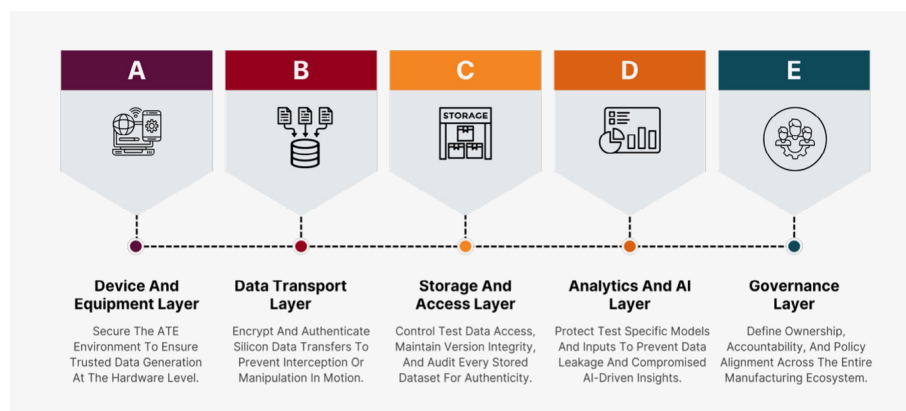 A
B
C
D
E
STORAGE
Device And
Equipment Layer
Secure The ATE
Environment To Ensure
Trusted Data Generation
At The Hardware Level.
Data Transport
Layer
Encrypt And Authenticate
Silicon Data Transfers To
Prevent Interception Or
Manipulation In Motion.
Storage And
Access Layer
Control Test Data Access,
Maintain Version Integrity,
And Audit Every Stored
Dataset For Authenticity.
Analytics And AI
Layer
Protect Test Specific Models
And Inputs To Prevent Data
Leakage And Compromised
AI-Driven Insights.
Governance
Layer
Define Ownership,
Accountability, And Policy
Alignment Across The Entire
Manufacturing Ecosystem.